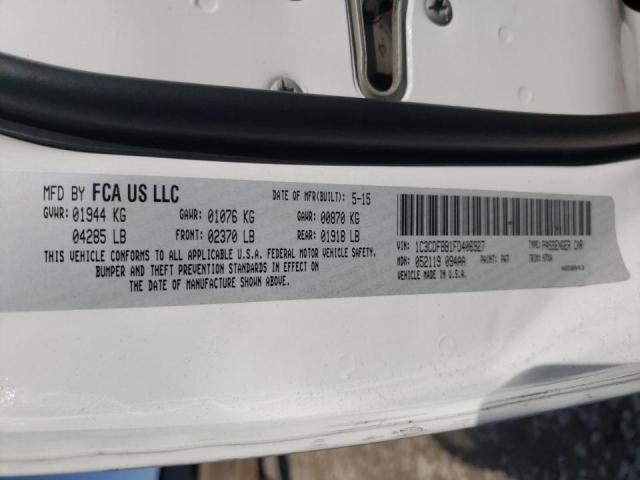 MFD BY FCA US LLC
DATE OF MFR(BUILT): 5-15
GVWR: 01944 KG GAWR: 01076 KG GAWR: 00870 KG
04285 LB FRONT: 02370 LB REAR: 01918 LB
THIS VEHICLE CONFORMS TO ALL APPLICABLE U.S.A. FEDERAL MOTOR VEHICLE SAFETY,
BUMPER AND THEFT PREVENTION STANDARDS IN EFFECT ON
THE DATE OF MANUFACTURE SHOWN ABOVE.
VIN: 1C3CDFBB1FD406927 TYPE: PASSENGER CAR
MDH: 052119 094AA PAINT: PW7 TRIM:
VEHICLE MADE IN U.S.A.